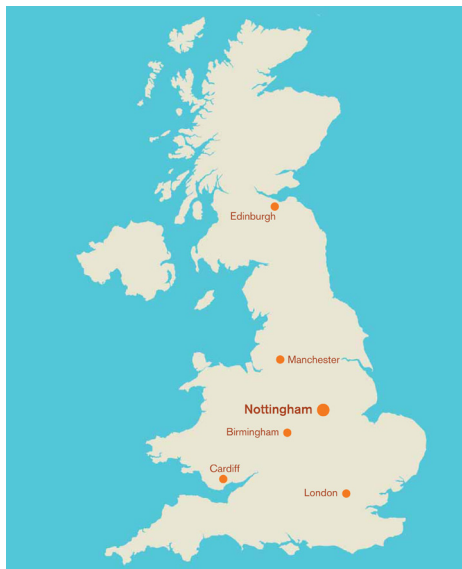 Edinburgh
Manchester
Nottingham
Birmingham
Cardiff
London